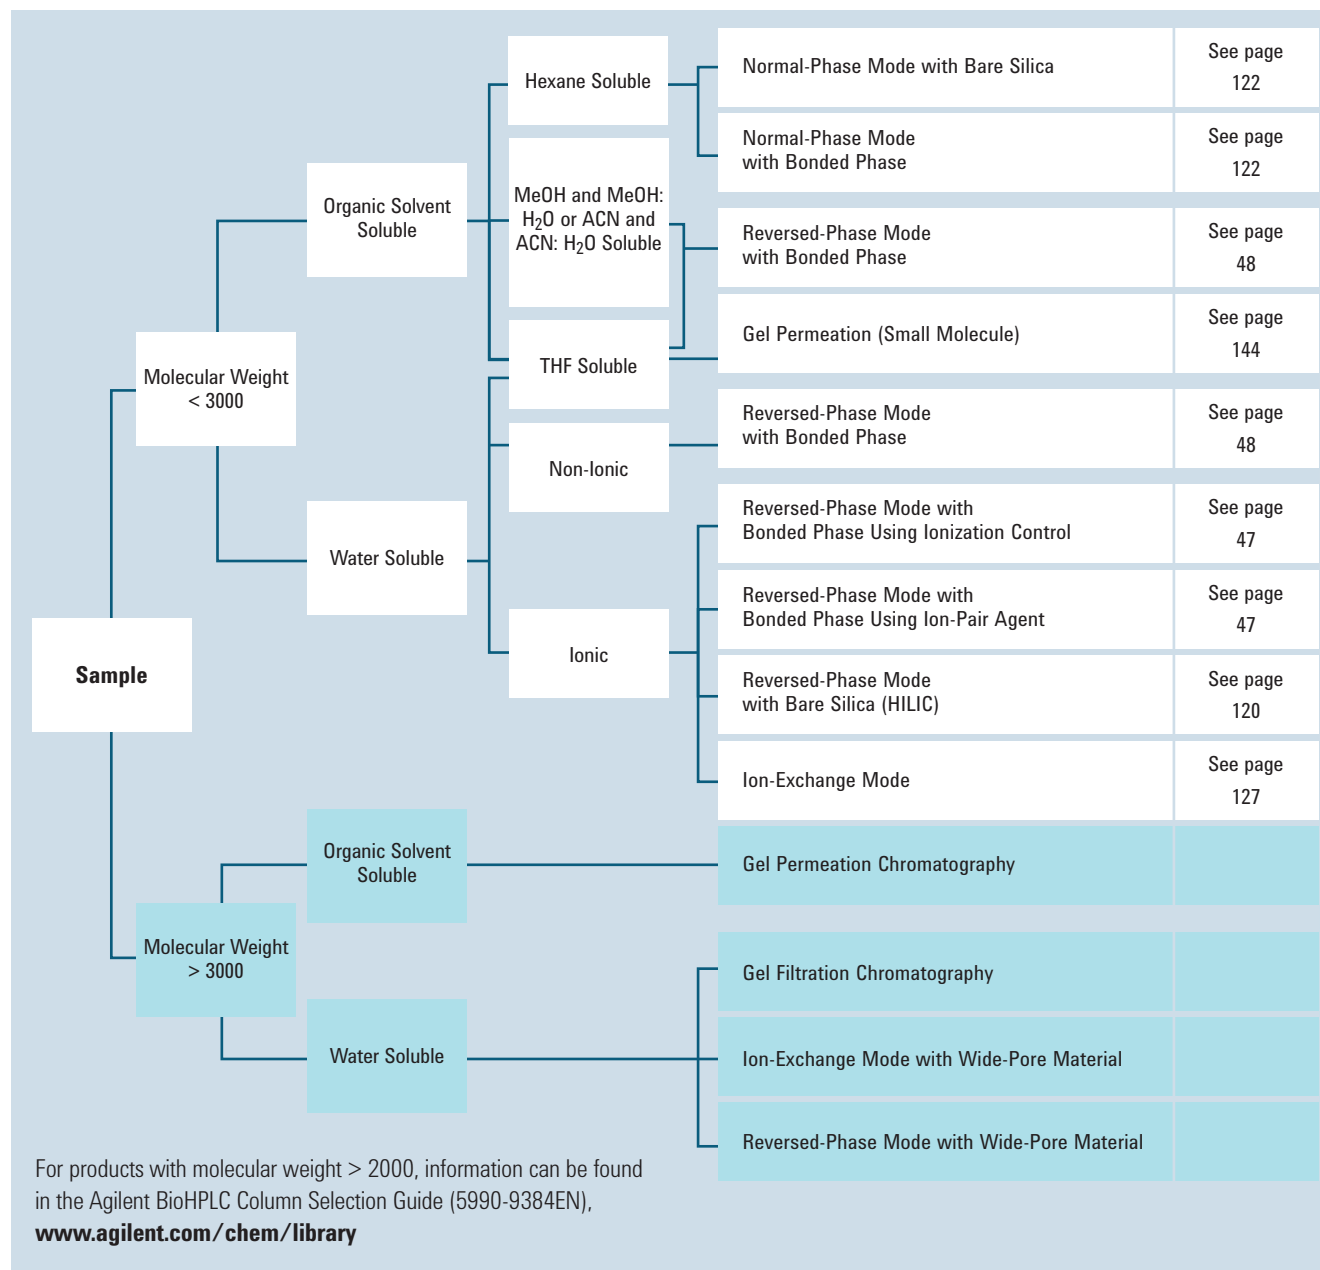 Sample
Molecular Weight
< 3000
Organic Solvent
Soluble
Hexane Soluble
Normal-Phase Mode with Bare Silica
See page
122
Normal-Phase Mode
with Bonded Phase
See page
122
MeOH and MeOH:
H₂O or ACN and
ACN: H₂O Soluble
Reversed-Phase Mode
with Bonded Phase
See page
48
THF Soluble
Gel Permeation (Small Molecule)
See page
144
Water Soluble
Non-Ionic
Reversed-Phase Mode
with Bonded Phase
See page
48
Ionic
Reversed-Phase Mode with
Bonded Phase Using Ionization Control
See page
47
Reversed-Phase Mode with
Bonded Phase Using Ion-Pair Agent
See page
47
Reversed-Phase Mode
with Bare Silica (HILIC)
See page
120
Ion-Exchange Mode
See page
127
Molecular Weight
> 3000
Organic Solvent
Soluble
Gel Permeation Chromatography
Water Soluble
Gel Filtration Chromatography
Ion-Exchange Mode with Wide-Pore Material
Reversed-Phase Mode with Wide-Pore Material
For products with molecular weight > 2000, information can be found
in the Agilent BioHPLC Column Selection Guide (5990-9384EN),
www.agilent.com/chem/library